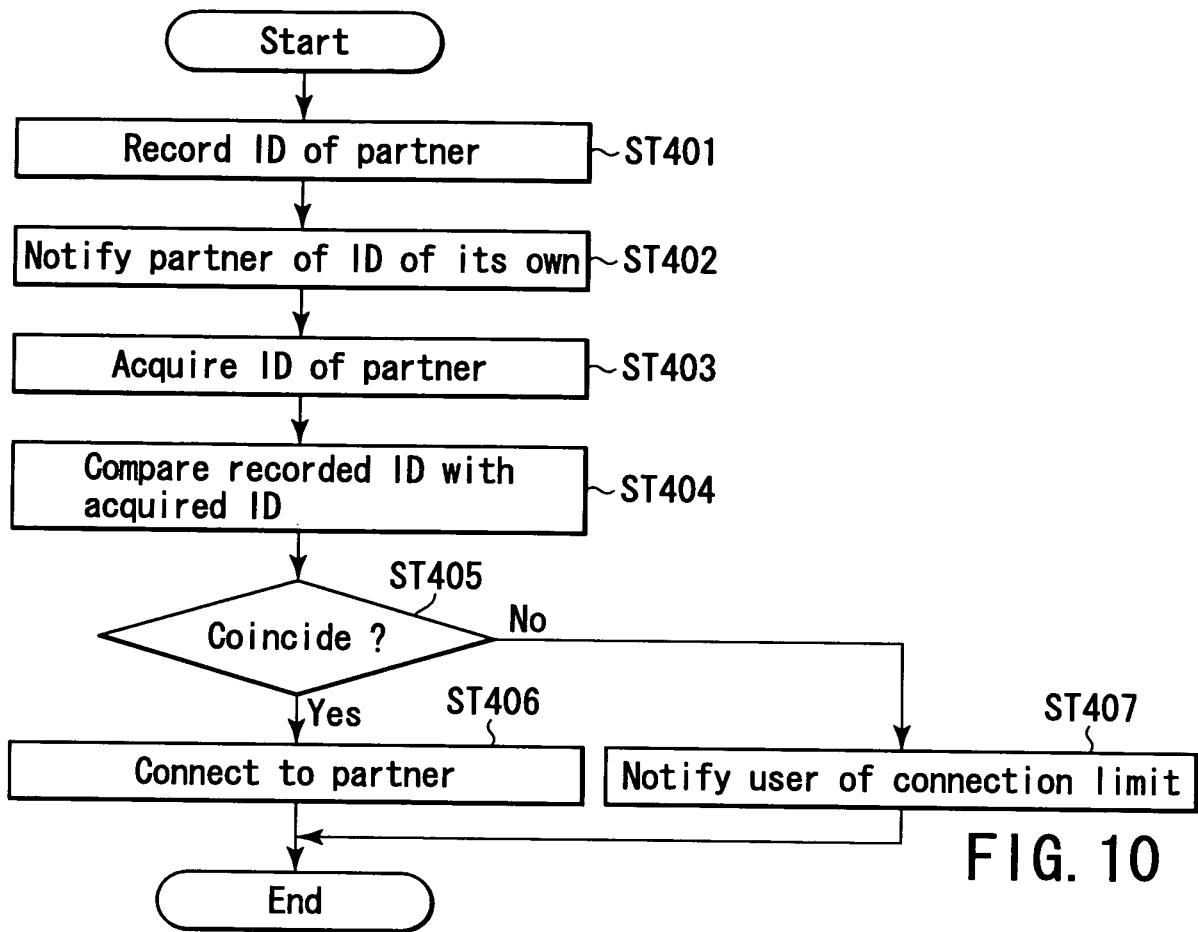 Start
Record ID of partner
ST401
Notify partner of ID of its own
ST402
Acquire ID of partner
ST403
Compare recorded ID with
acquired ID
ST404
ST405
Coincide ?
No
Yes
ST406
Connect to partner
ST407
Notify user of connection limit
End
FIG. 10